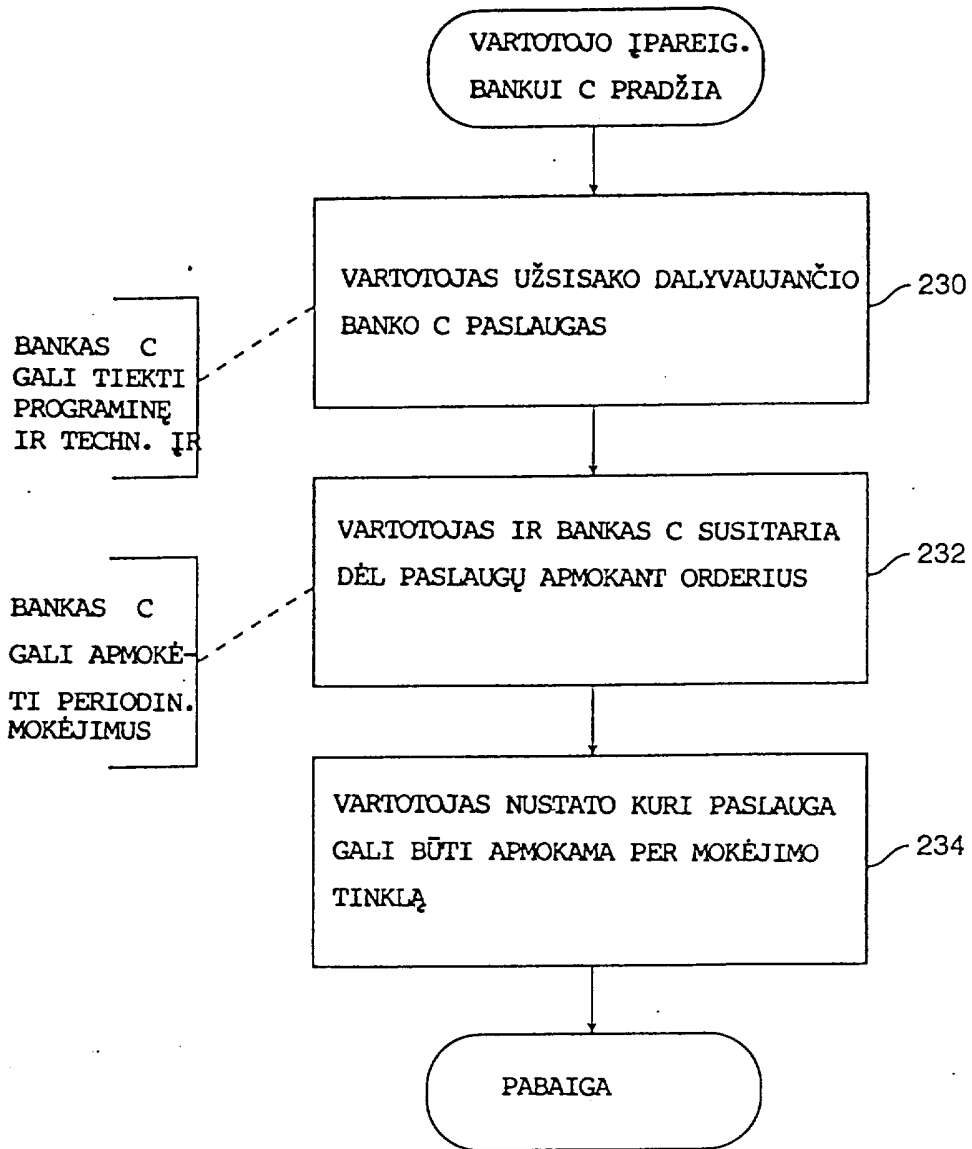 VARTOTOJO ĮPAREIG.
BANKUI C PRADŽIA
VARTOTOJAS UŽSISAKO DALYVAUJANČIO
BANKO C PASLAUGAS
230
BANKAS C
GALI TIEKTI
PROGRAMINĘ
IR TECHN. ĮR
VARTOTOJAS IR BANKAS C SUSITARIA
DĖL PASLAUGŲ APMOKANT ORDERIUS
232
BANKAS C
GALI APMOKĖ-
TI PERIODIN.
MOKĖJIMUS
VARTOTOJAS NUSTATO KURI PASLAUGA
GALI BŪTI APMOKAMA PER MOKĖJIMO
TINKLĄ
234
PABAIGA